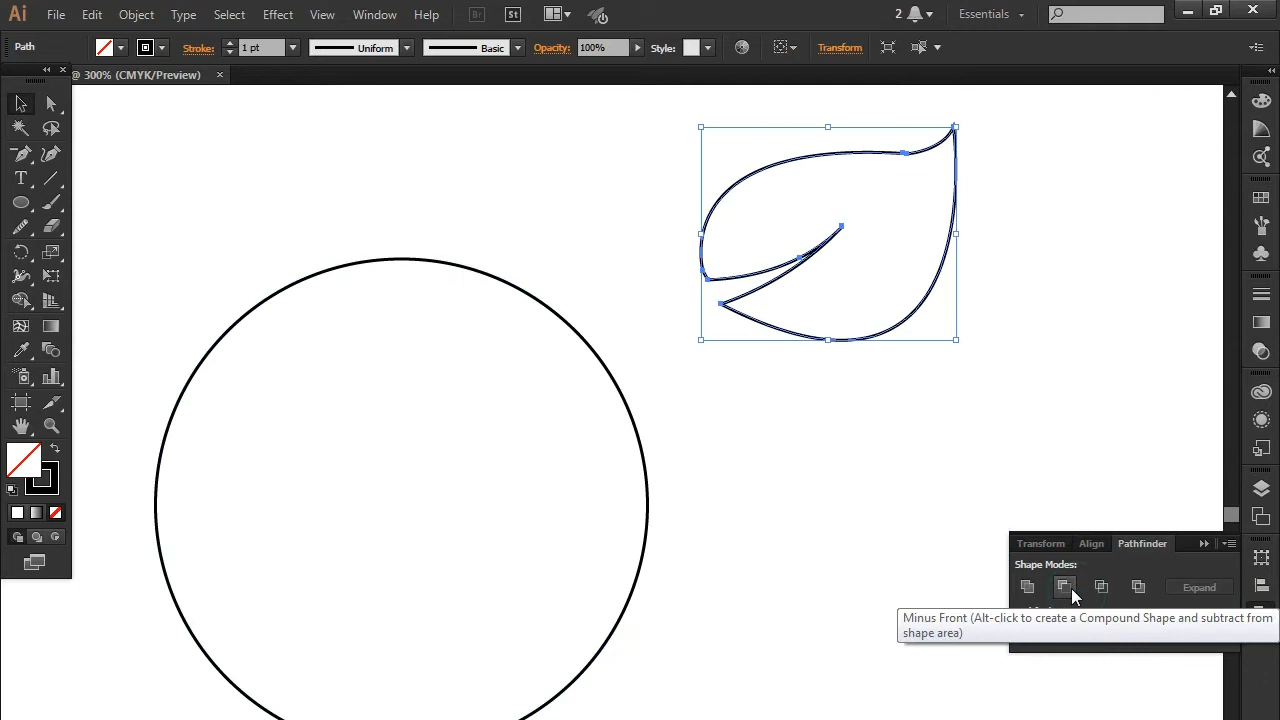 Ai File Edit Object Type Select Effect View Window Help Br St 2 Essentials
Path Stroke: 1 pt Uniform Basic Opacity: 100% Style: Transform
@ 300% (CMYK/Preview) ×
T
Transform Align Pathfinder
Shape Modes:
Expand
Minus Front (Alt-click to create a Compound Shape and subtract from
shape area)